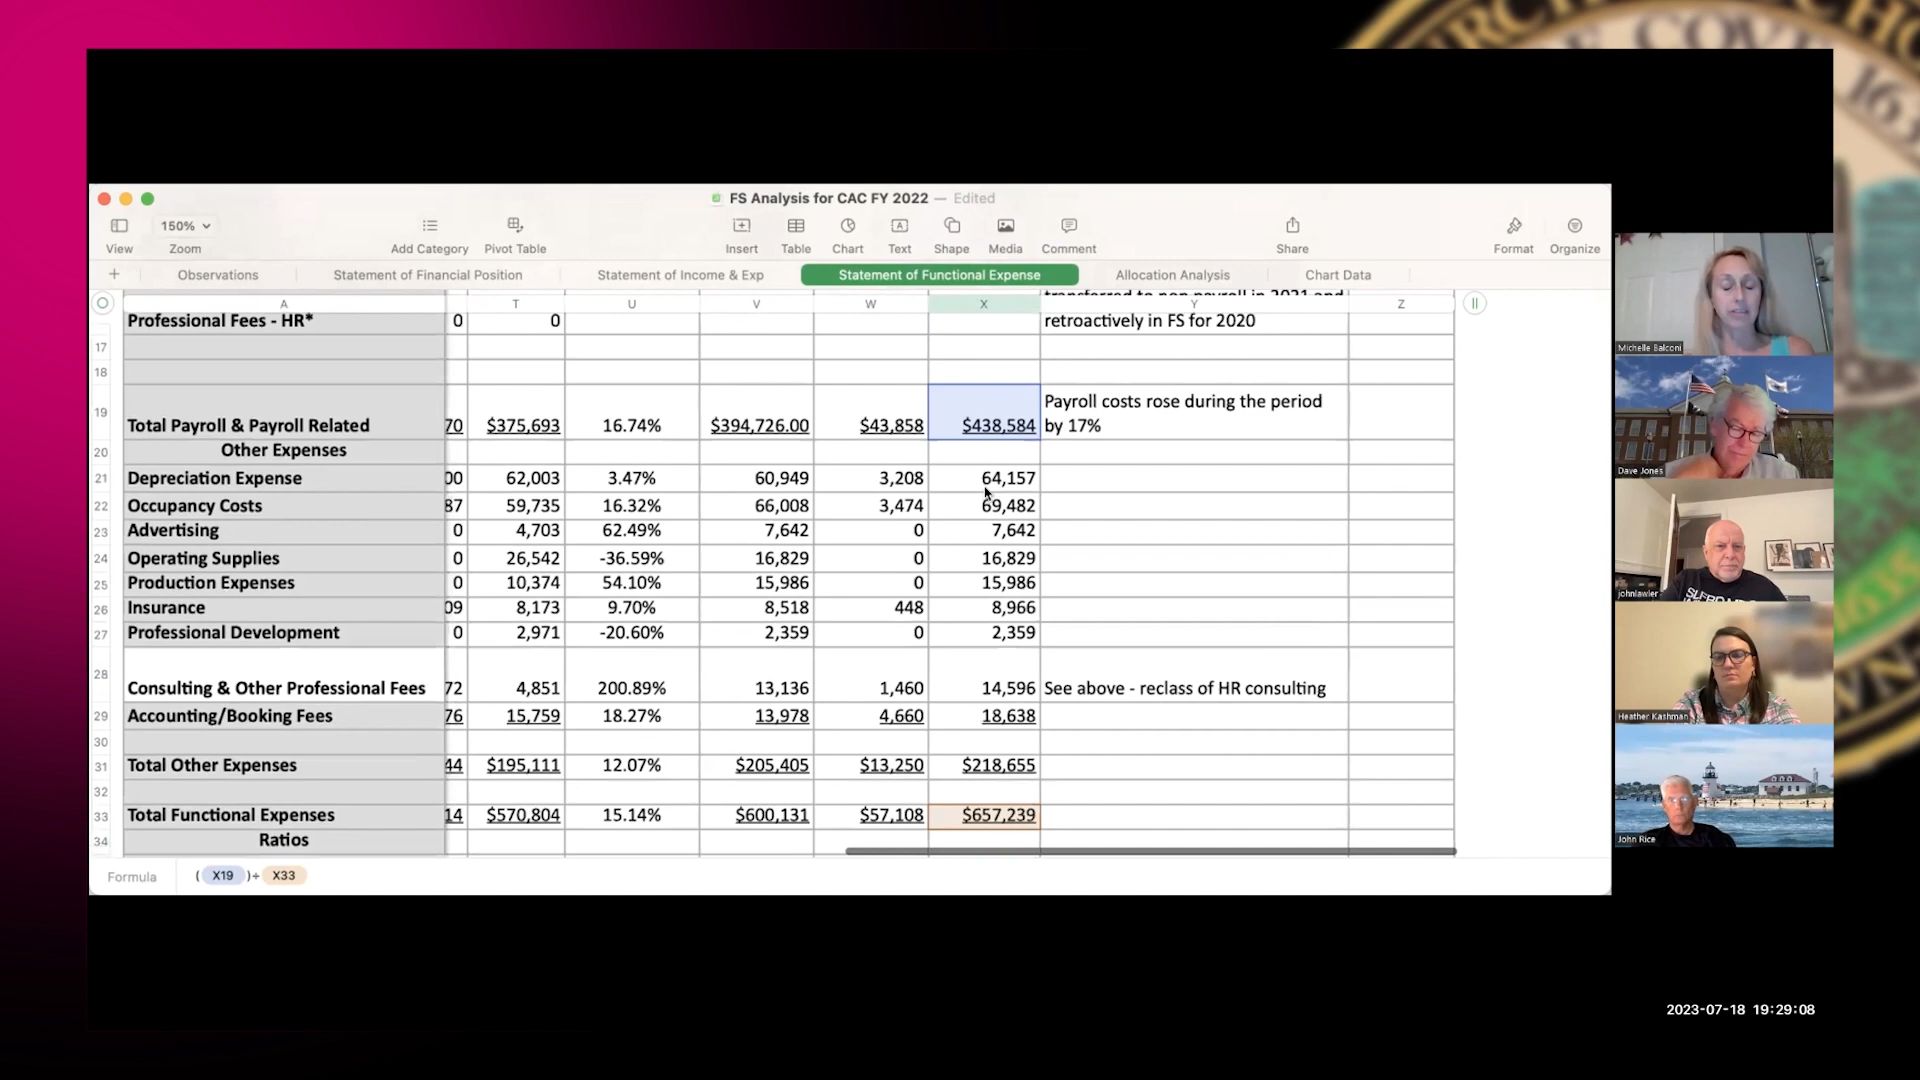 FS Analysis for CAC FY 2022 — Edited
150%
View Zoom Add Category Pivot Table Insert Table Chart Text Shape Media Comment Share Format Organize
+ Observations Statement of Financial Position Statement of Income & Exp Statement of Functional Expense Allocation Analysis Chart Data
A T U V W X Y Z
transferred to non payroll in 2021 and
Professional Fees - HR* 0 0 retroactively in FS for 2020
17
18
Payroll costs rose during the period
19 Total Payroll & Payroll Related 70 $375,693 16.74% $394,726.00 $43,858 $438,584 by 17%
20 Other Expenses
21 Depreciation Expense 00 62,003 3.47% 60,949 3,208 64,157
22 Occupancy Costs 87 59,735 16.32% 66,008 3,474 69,482
23 Advertising 0 4,703 62.49% 7,642 0 7,642
24 Operating Supplies 0 26,542 -36.59% 16,829 0 16,829
25 Production Expenses 0 10,374 54.10% 15,986 0 15,986
26 Insurance 09 8,173 9.70% 8,518 448 8,966
27 Professional Development 0 2,971 -20.60% 2,359 0 2,359
28 Consulting & Other Professional Fees 72 4,851 200.89% 13,136 1,460 14,596 See above - reclass of HR consulting
29 Accounting/Booking Fees 76 15,759 18.27% 13,978 4,660 18,638
30
31 Total Other Expenses 44 $195,111 12.07% $205,405 $13,250 $218,655
32
33 Total Functional Expenses 14 $570,804 15.14% $600,131 $57,108 $657,239
34 Ratios
Formula (X19)÷X33
Michelle Balconi
Dave Jones
johnlawler
Heather Kashman
John Rice
2023-07-18 19:29:08